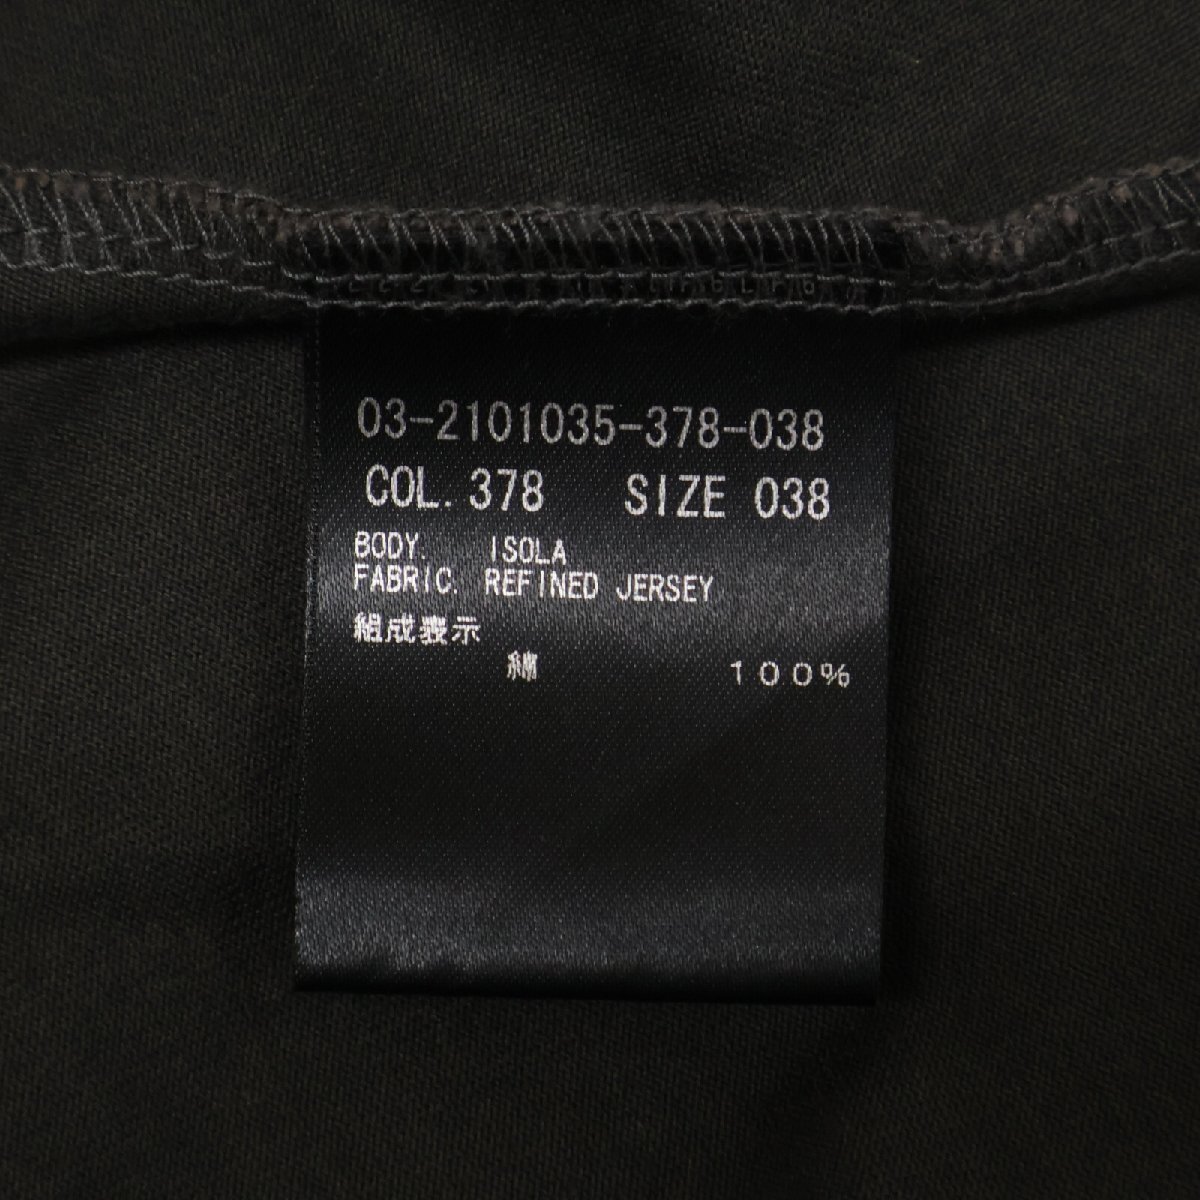 03-2101035-378-038
COL. 378 SIZE 038
BODY. ISOLA
FABRIC. REFINED JERSEY
組成表示
綿 100%